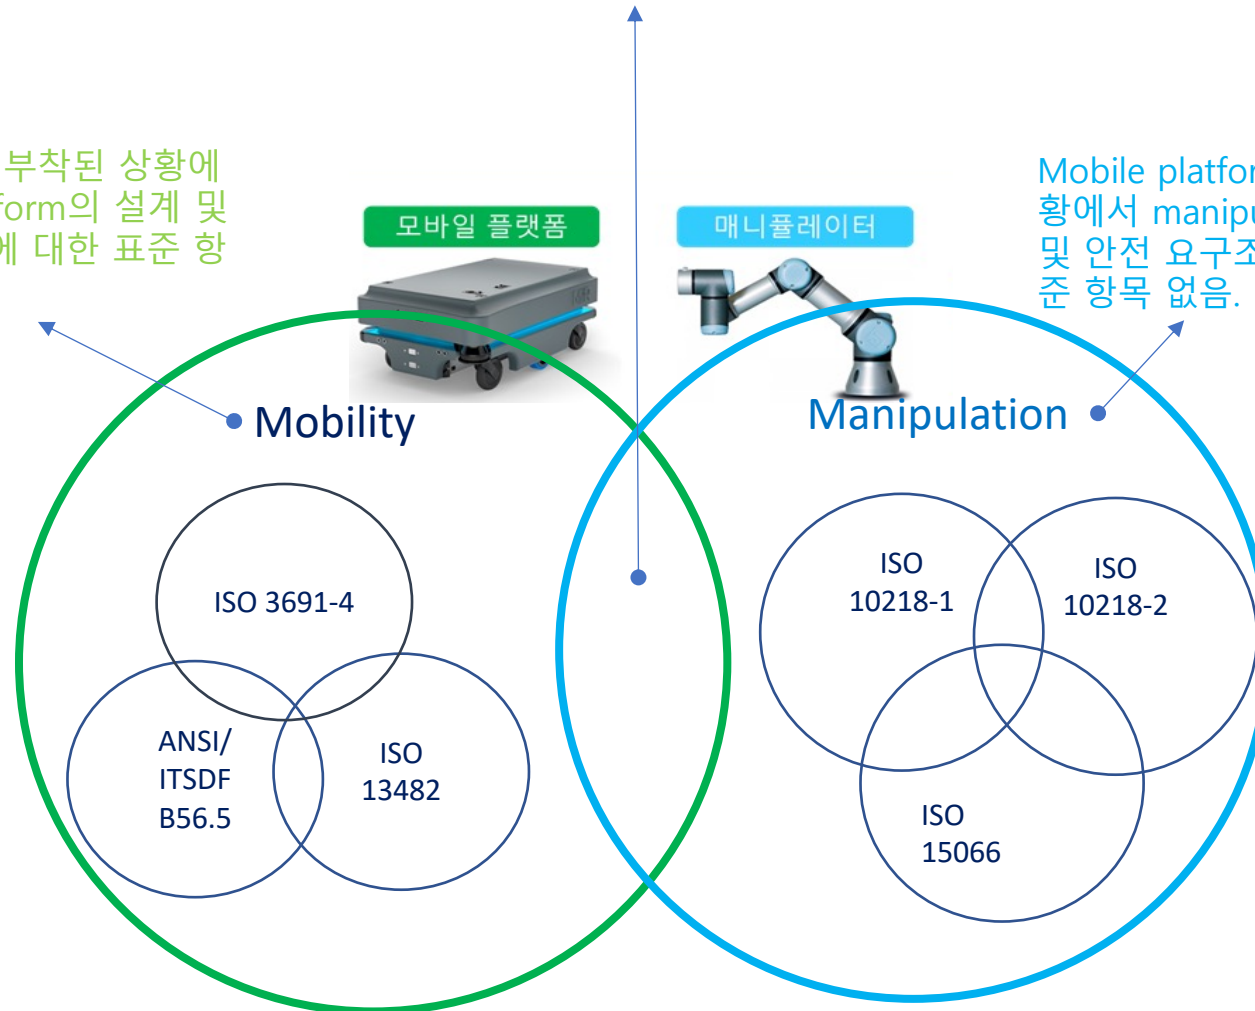 부착된 상황에
form의 설계 및
에 대한 표준 항
Mobile platfor
황에서 manipu
및 안전 요구조
준 항목 없음.
모바일 플랫폼
매니퓰레이터
Mobility
Manipulation
ISO 3691-4
ANSI/
ITSDF
B56.5
ISO
13482
ISO
10218-1
ISO
10218-2
ISO
15066